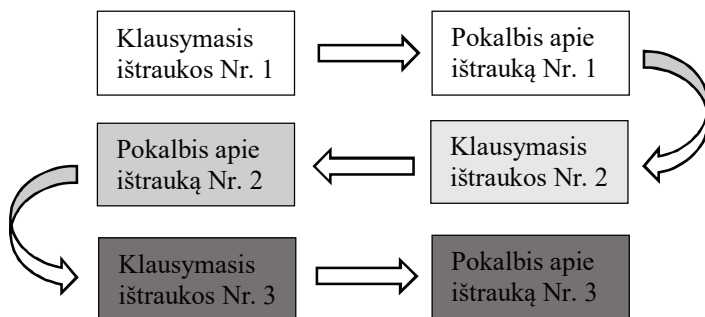 Klausymasis
ištraukos Nr. 1
Pokalbis apie
ištrauką Nr. 1
Klausymasis
ištraukos Nr. 2
Pokalbis apie
ištrauką Nr. 2
Klausymasis
ištraukos Nr. 3
Pokalbis apie
ištrauką Nr. 3